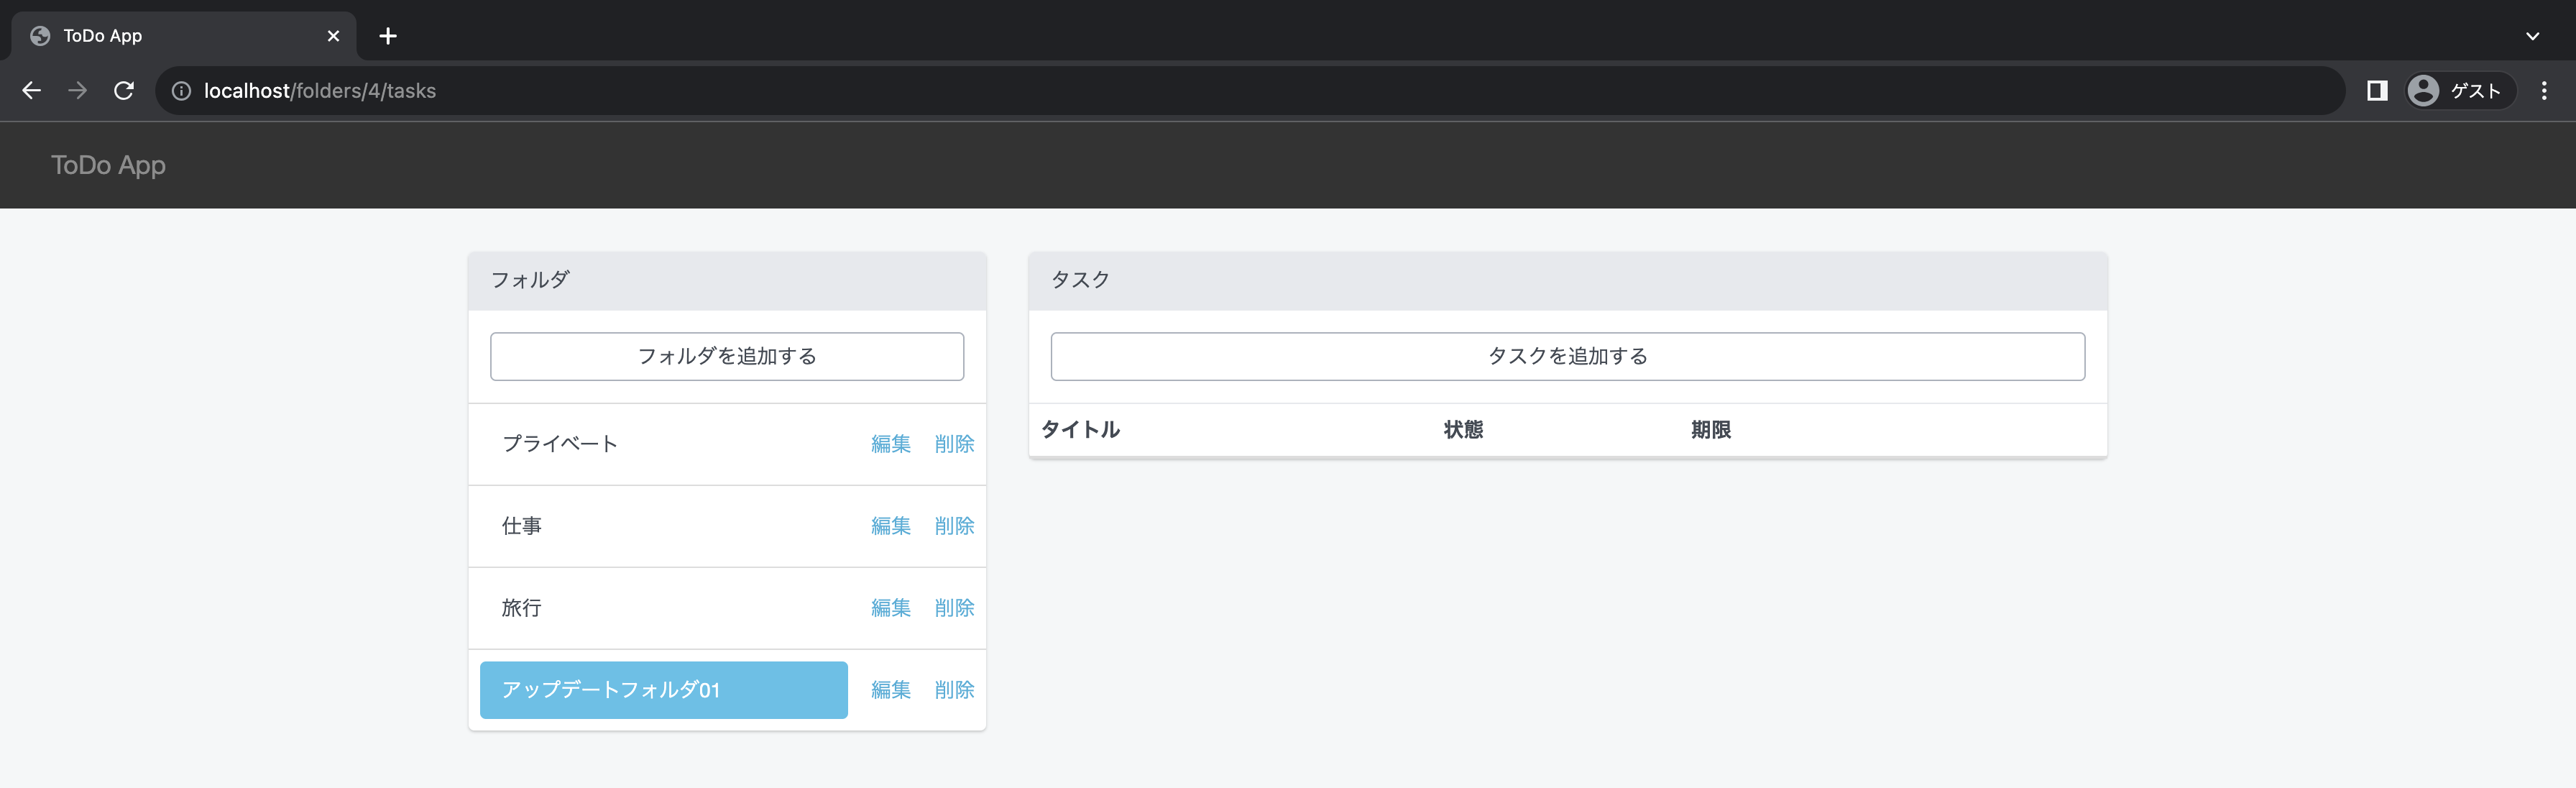 ToDo App
localhost/folders/4/tasks
ゲスト
ToDo App
フォルダ
フォルダを追加する
プライベート 編集 削除
仕事 編集 削除
旅行 編集 削除
アップデートフォルダ01 編集 削除
タスク
タスクを追加する
タイトル 状態 期限